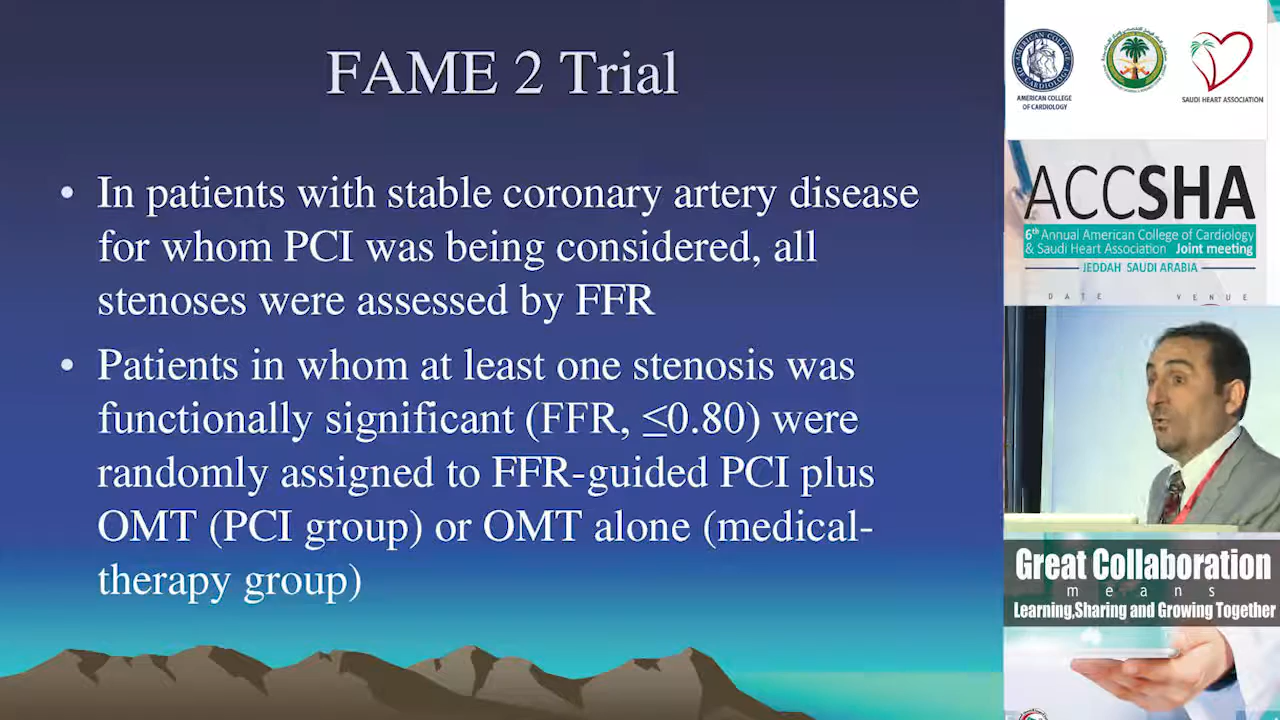 FAME 2 Trial
• In patients with stable coronary artery disease
for whom PCI was being considered, all
stenoses were assessed by FFR
• Patients in whom at least one stenosis was
functionally significant (FFR, ≤0.80) were
randomly assigned to FFR-guided PCI plus
OMT (PCI group) or OMT alone (medical-
therapy group)
AMERICAN COLLEGE
OF CARDIOLOGY
SAUDI HEART ASSOCIATION
ACCSHA
6th Annual American College of Cardiology
& Saudi Heart Association Joint meeting
JEDDAH SAUDI ARABIA
DATE VENUE
Great Collaboration
means
Learning,Sharing and Growing Together